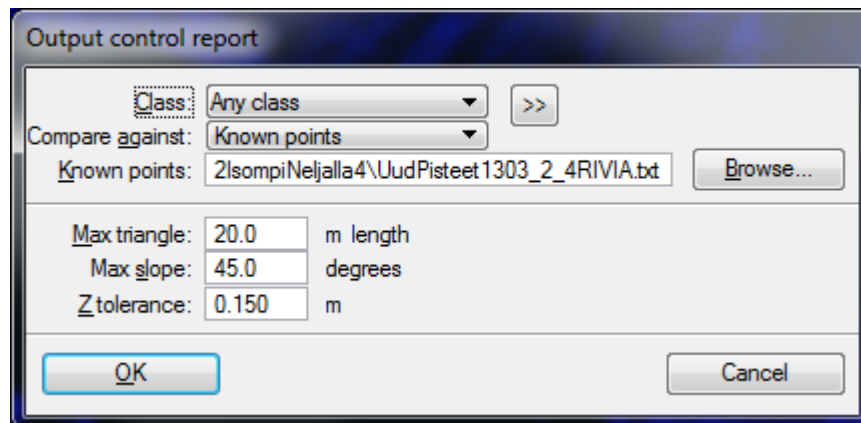 Output control report
Class: Any class >>
Compare against: Known points
Known points: 2IsompiNeljalla4\UudPisteet1303_2_4RIVIA.txt Browse...
Max triangle: 20.0 m length
Max slope: 45.0 degrees
Z tolerance: 0.150 m
OK Cancel